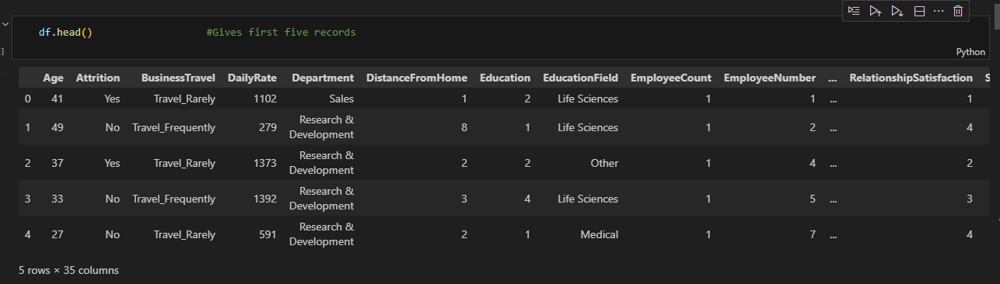 df.head() #Gives first five records
]
Python
Age Attrition BusinessTravel DailyRate Department DistanceFromHome Education EducationField EmployeeCount EmployeeNumber ... RelationshipSatisfaction S
0 41 Yes Travel_Rarely 1102 Sales 1 2 Life Sciences 1 1 ... 1
1 49 No Travel_Frequently 279 Research & Development 8 1 Life Sciences 1 2 ... 4
2 37 Yes Travel_Rarely 1373 Research & Development 2 2 Other 1 4 ... 2
3 33 No Travel_Frequently 1392 Research & Development 3 4 Life Sciences 1 5 ... 3
4 27 No Travel_Rarely 591 Research & Development 2 1 Medical 1 7 ... 4
5 rows × 35 columns